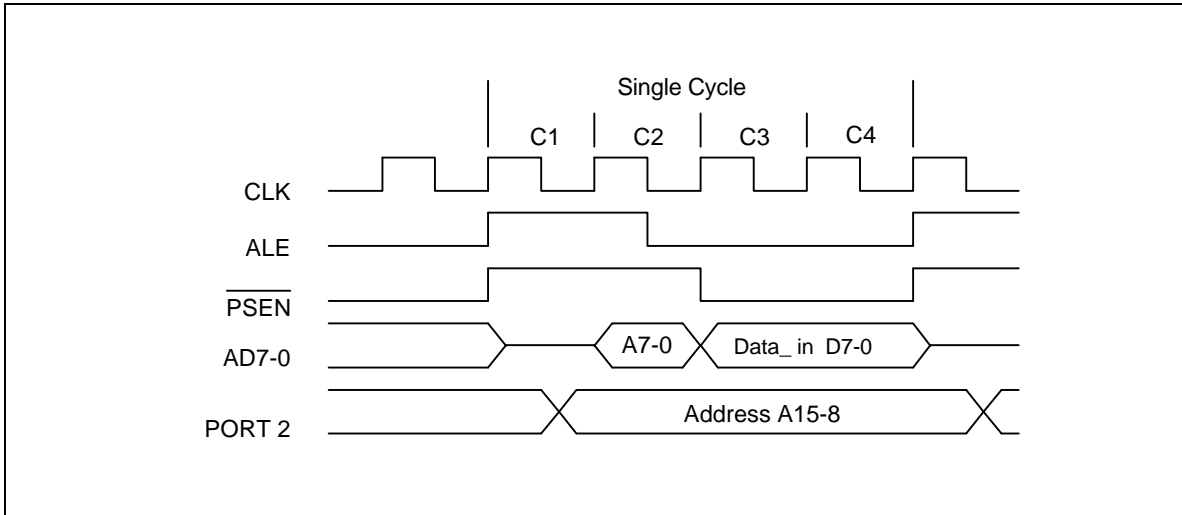 Single Cycle
C1 C2 C3 C4
CLK
ALE
PSEN
AD7-0 A7-0 Data_ in D7-0
PORT 2 Address A15-8